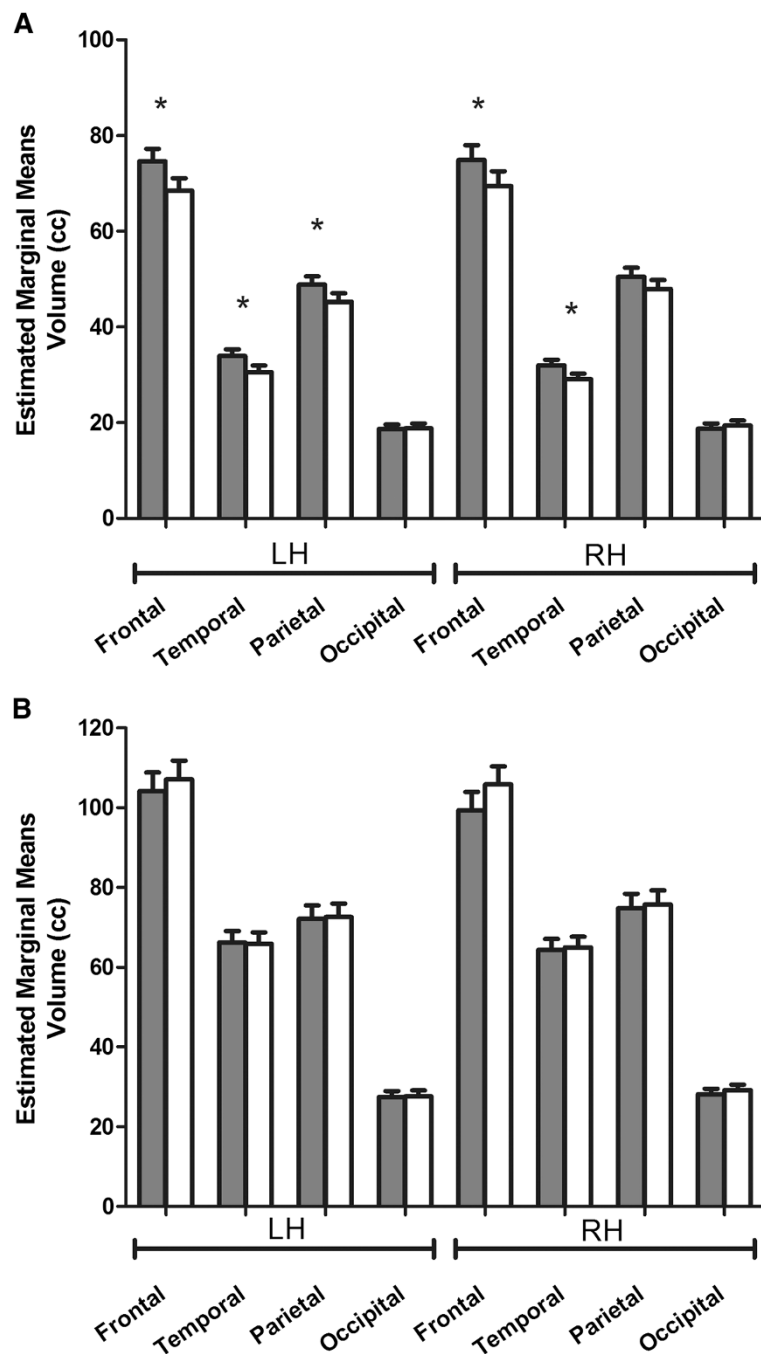 A
Estimated Marginal Means
Volume (cc)
100
80
60
40
20
0
*
*
*
*
*
LH
RH
Frontal
Temporal
Parietal
Occipital
Frontal
Temporal
Parietal
Occipital
B
Estimated Marginal Means
Volume (cc)
120
100
80
60
40
20
0
LH
RH
Frontal
Temporal
Parietal
Occipital
Frontal
Temporal
Parietal
Occipital